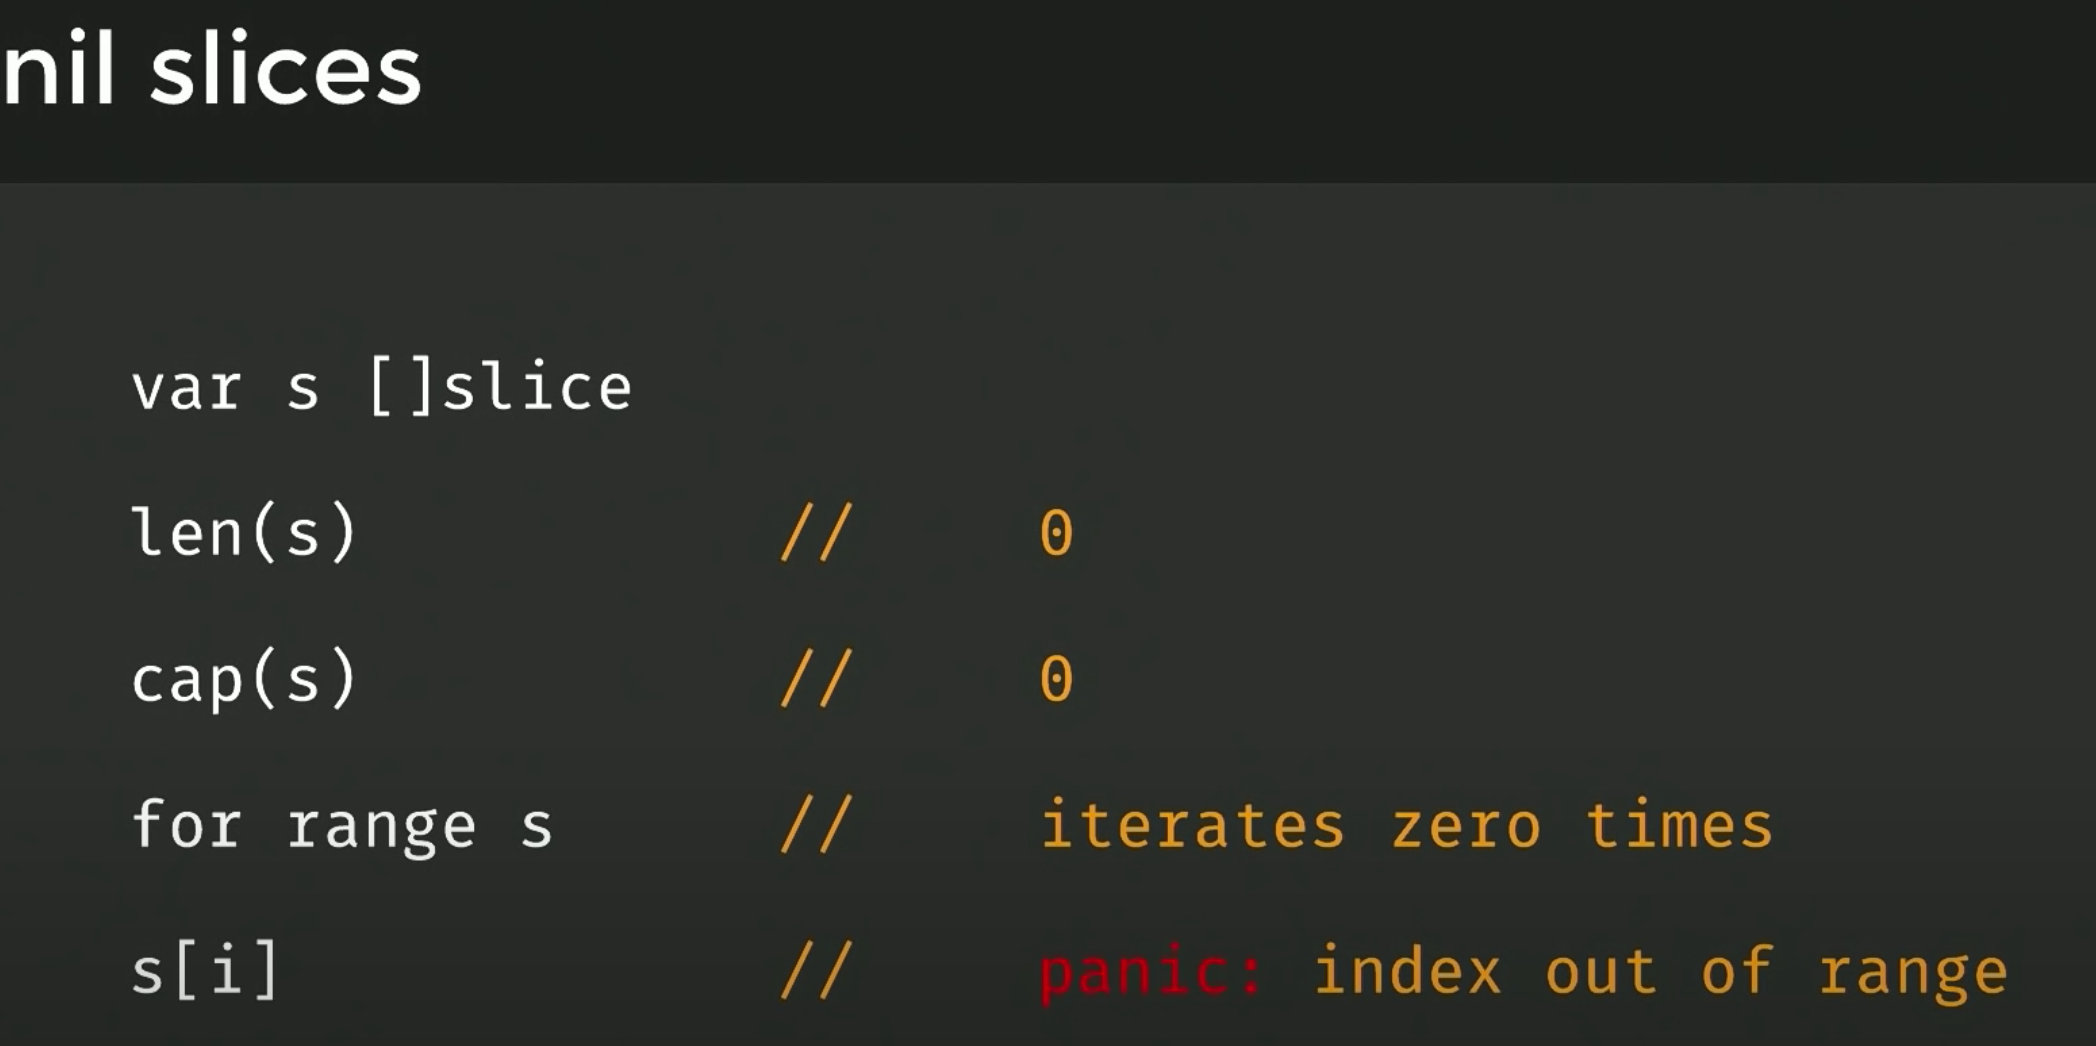 nil slices
var s []slice
len(s) // 0
cap(s) // 0
for range s // iterates zero times
s[i] // panic: index out of range